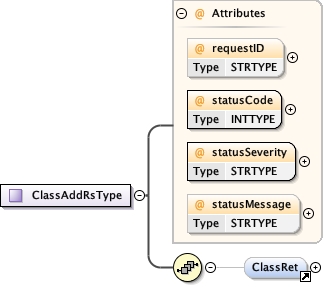 @ Attributes
@ requestID
Type STRTYPE
@ statusCode
Type INTTYPE
@ statusSeverity
Type STRTYPE
ClassAddRsType
@ statusMessage
Type STRTYPE
ClassRet